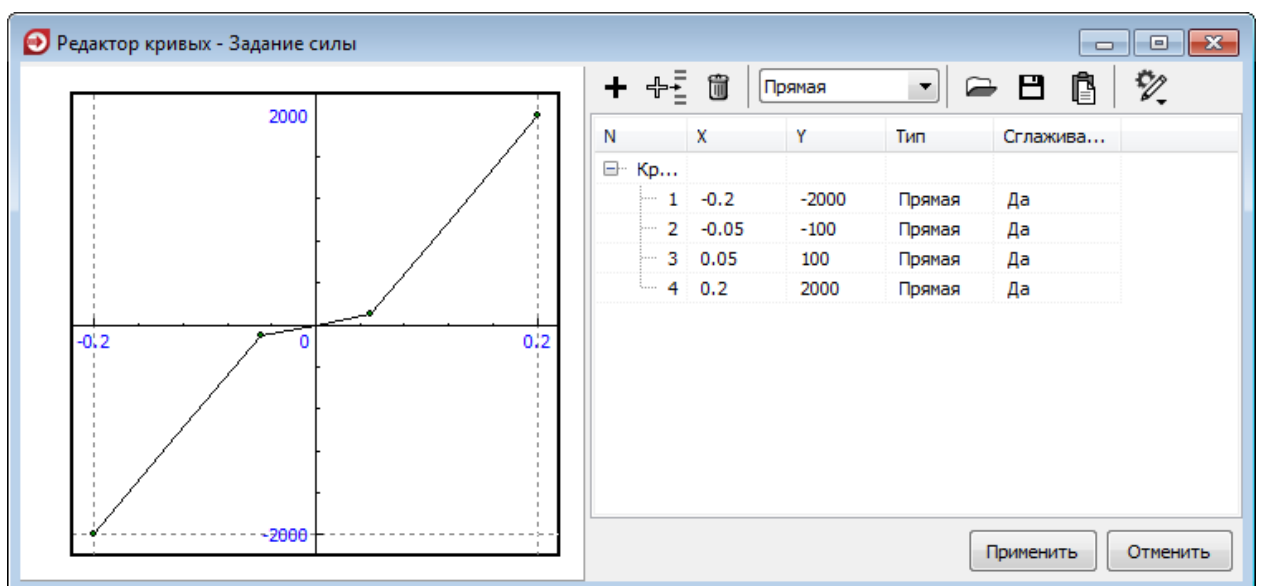 Редактор кривых - Задание силы
Прямая
2000
-0.2
0
0.2
-2000
N X Y Тип Сглажива...
Кр...
1 -0.2 -2000 Прямая Да
2 -0.05 -100 Прямая Да
3 0.05 100 Прямая Да
4 0.2 2000 Прямая Да
Применить Отменить